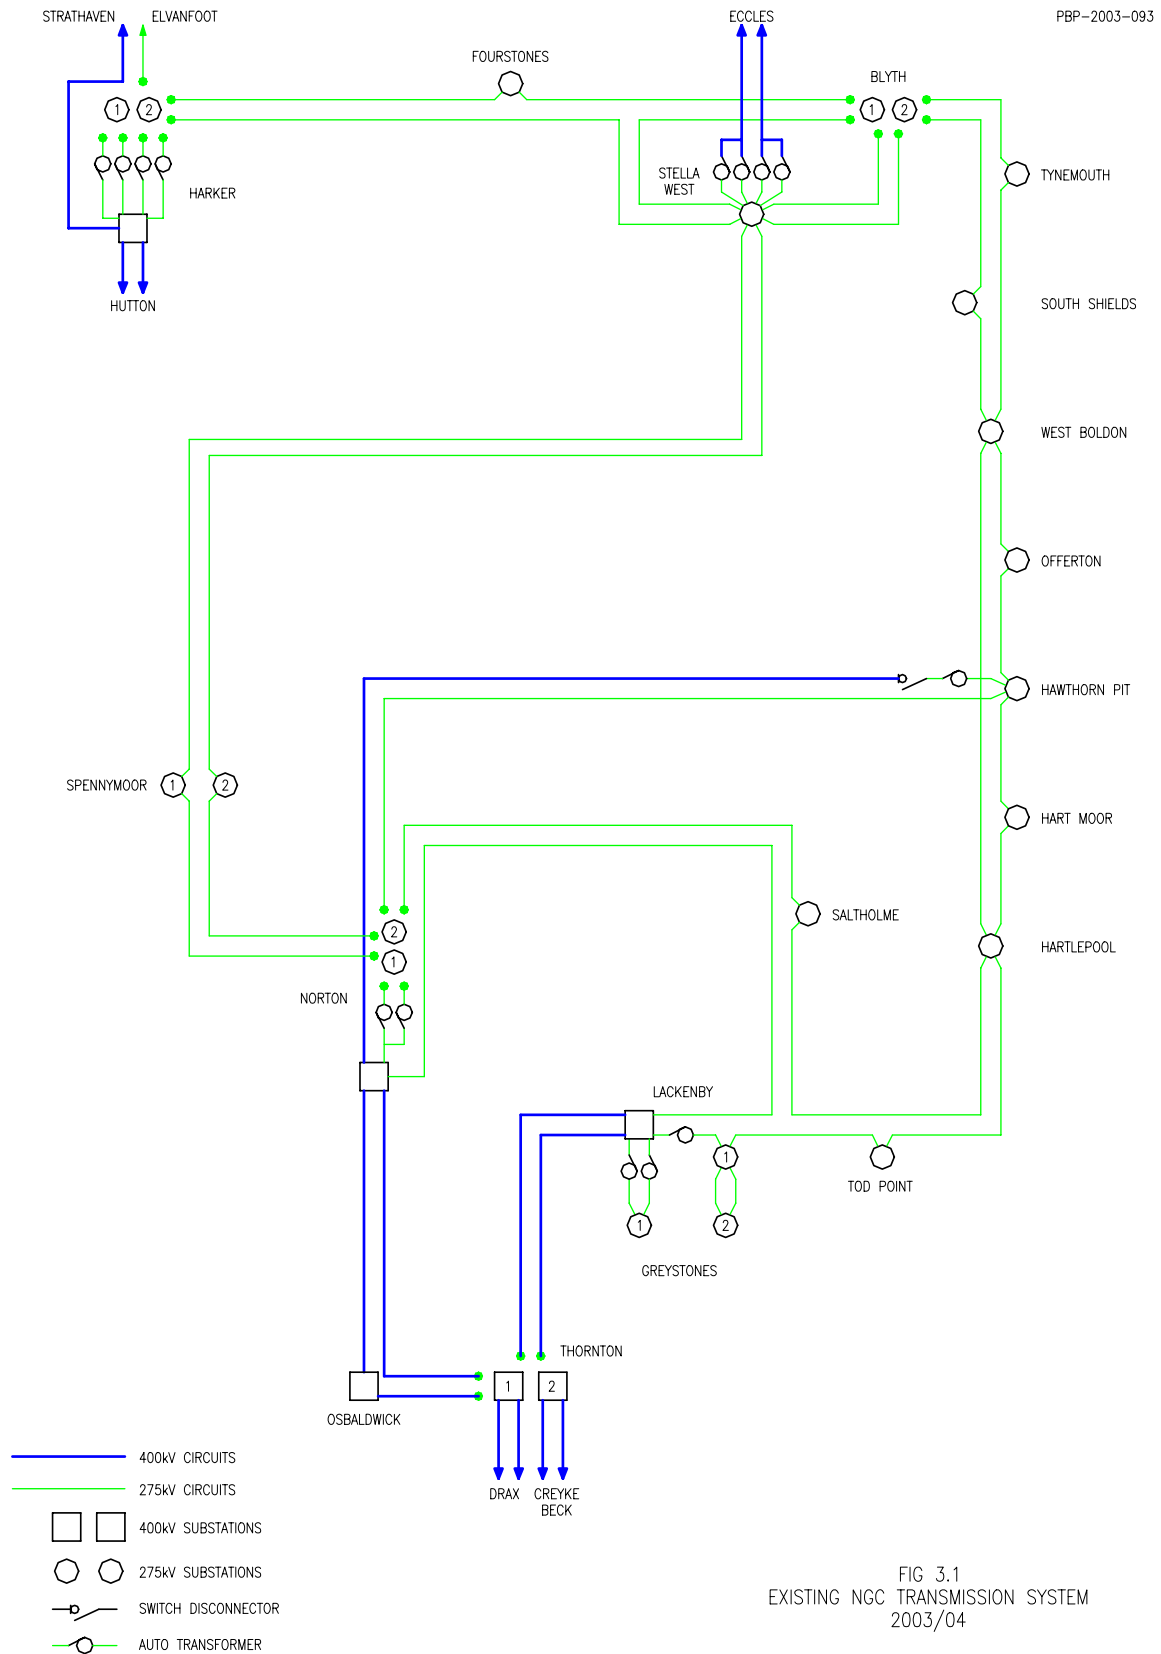 STRATHAVEN ELVANFOOT ECCLES PBP-2003-093
FOURSTONES
BLYTH
1 2 1 2
STELLA
WEST
TYNEMOUTH
HARKER
HUTTON
SOUTH SHIELDS
WEST BOLDON
OFFERTON
HAWTHORN PIT
SPENNYMOOR 1 2
HART MOOR
SALTHOLME
2
1
HARTLEPOOL
NORTON
LACKENBY
1
TOD POINT
1 2
GREYSTONES
THORNTON
1 2
OSBALDWICK
400kV CIRCUITS
275kV CIRCUITS
DRAX CREYKE
BECK
400kV SUBSTATIONS
275kV SUBSTATIONS
SWITCH DISCONNECTOR
AUTO TRANSFORMER
FIG 3.1
EXISTING NGC TRANSMISSION SYSTEM
2003/04